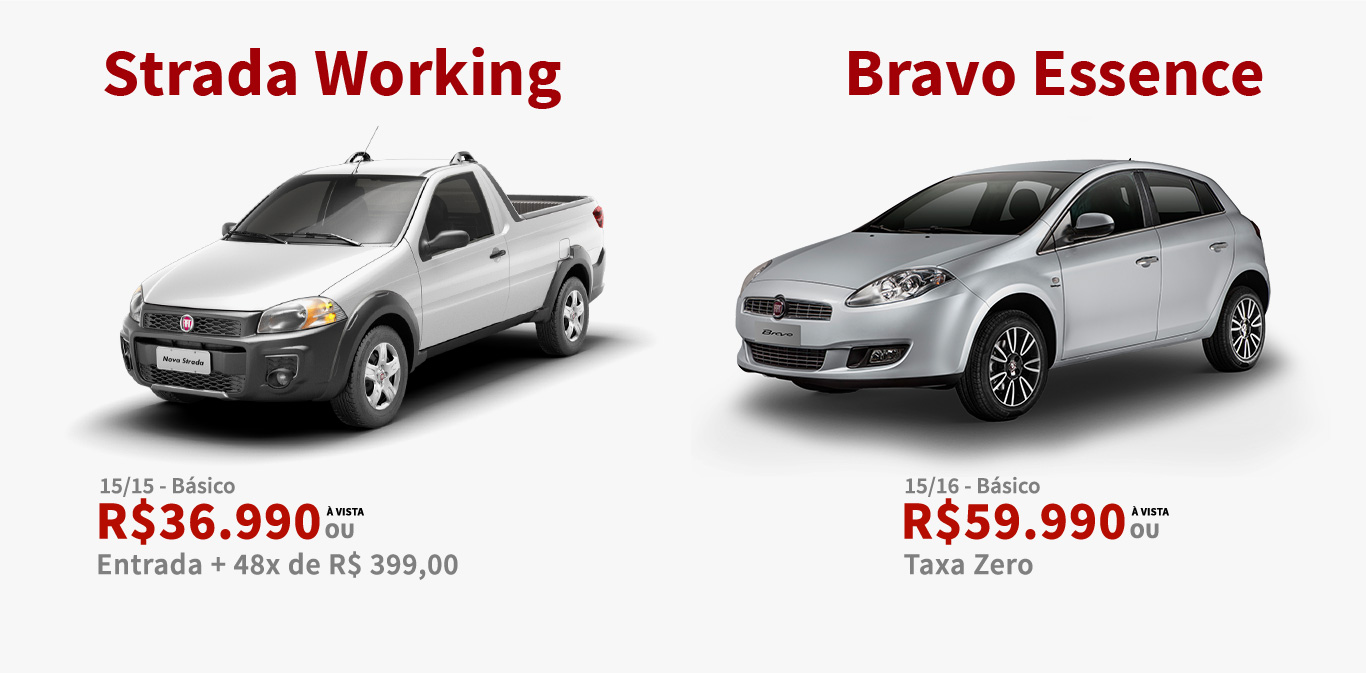 Strada Working
Nova Strada
15/15 - Básico
R$36.990 À VISTA
OU
Entrada + 48x de R$ 399,00
Bravo Essence
Bravo
15/16 - Básico
R$59.990 À VISTA
OU
Taxa Zero